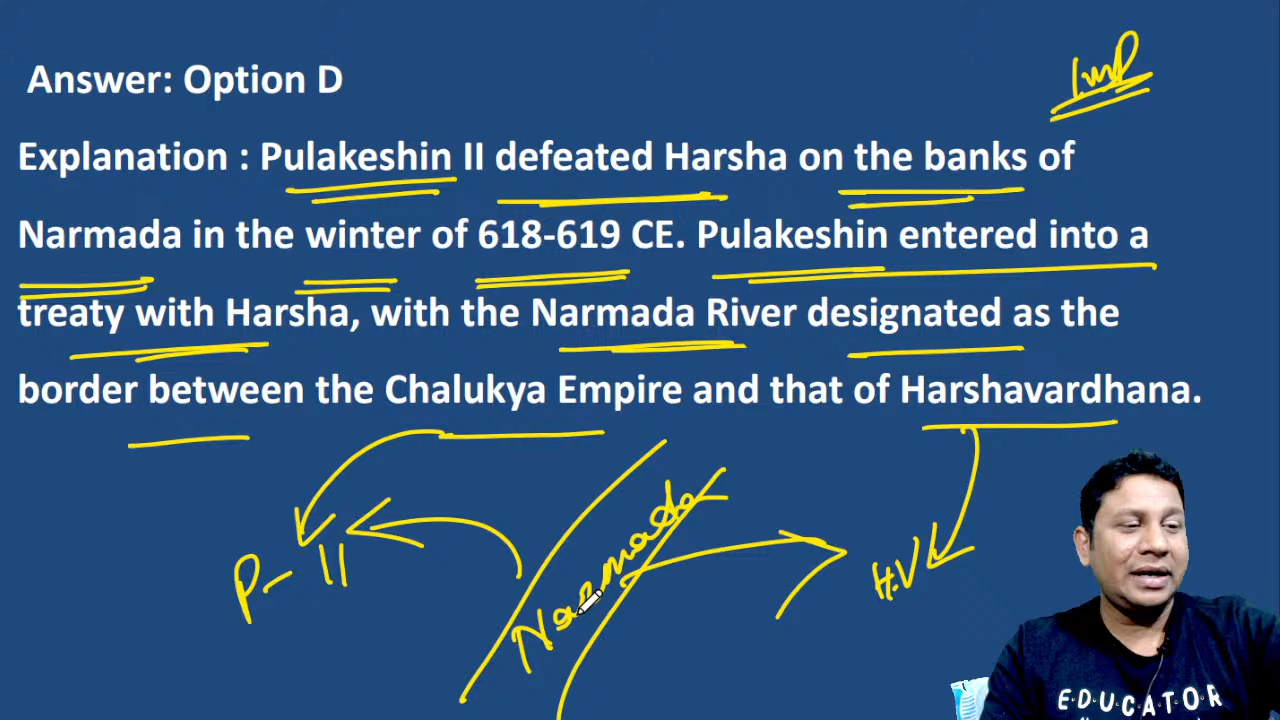 Answer: Option D
Imp
Explanation : Pulakeshin II defeated Harsha on the banks of
Narmada in the winter of 618-619 CE. Pulakeshin entered into a
treaty with Harsha, with the Narmada River designated as the
border between the Chalukya Empire and that of Harshavardhana.
P-II
Narmada
H.V
EDUCATOR